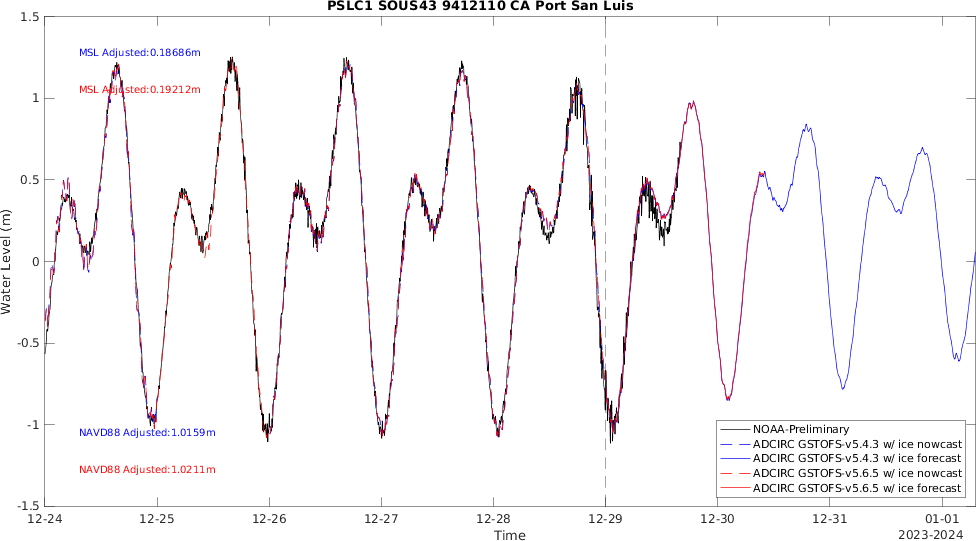 PSLC1 SOUS43 9412110 CA Port San Luis
1.5
MSL Adjusted:0.18686m
1
MSL Adjusted:0.19212m
0.5
Water Level (m)
0
-0.5
-1
NAVD88 Adjusted:1.0159m
NAVD88 Adjusted:1.0211m
-1.5
NOAA-Preliminary
ADCIRC GSTOFS-v5.4.3 w/ ice nowcast
ADCIRC GSTOFS-v5.4.3 w/ ice forecast
ADCIRC GSTOFS-v5.6.5 w/ ice nowcast
ADCIRC GSTOFS-v5.6.5 w/ ice forecast
12-24 12-25 12-26 12-27 12-28 12-29 12-30 12-31 01-01
Time
2023-2024